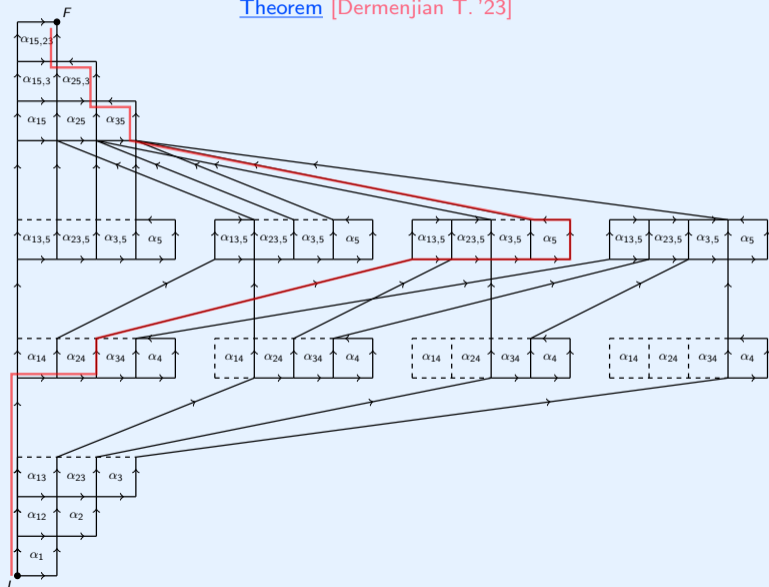 Theorem [Dermenjian T. '23]
F
α15,23
α15,3 α25,3
α15 α25 α35
α13,5 α23,5 α3,5 α5 α13,5 α23,5 α3,5 α5 α13,5 α23,5 α3,5 α5 α13,5 α23,5 α3,5 α5
α14 α24 α34 α4 α14 α24 α34 α4 α14 α24 α34 α4 α14 α24 α34 α4
α13 α23 α3
α12 α2
α1